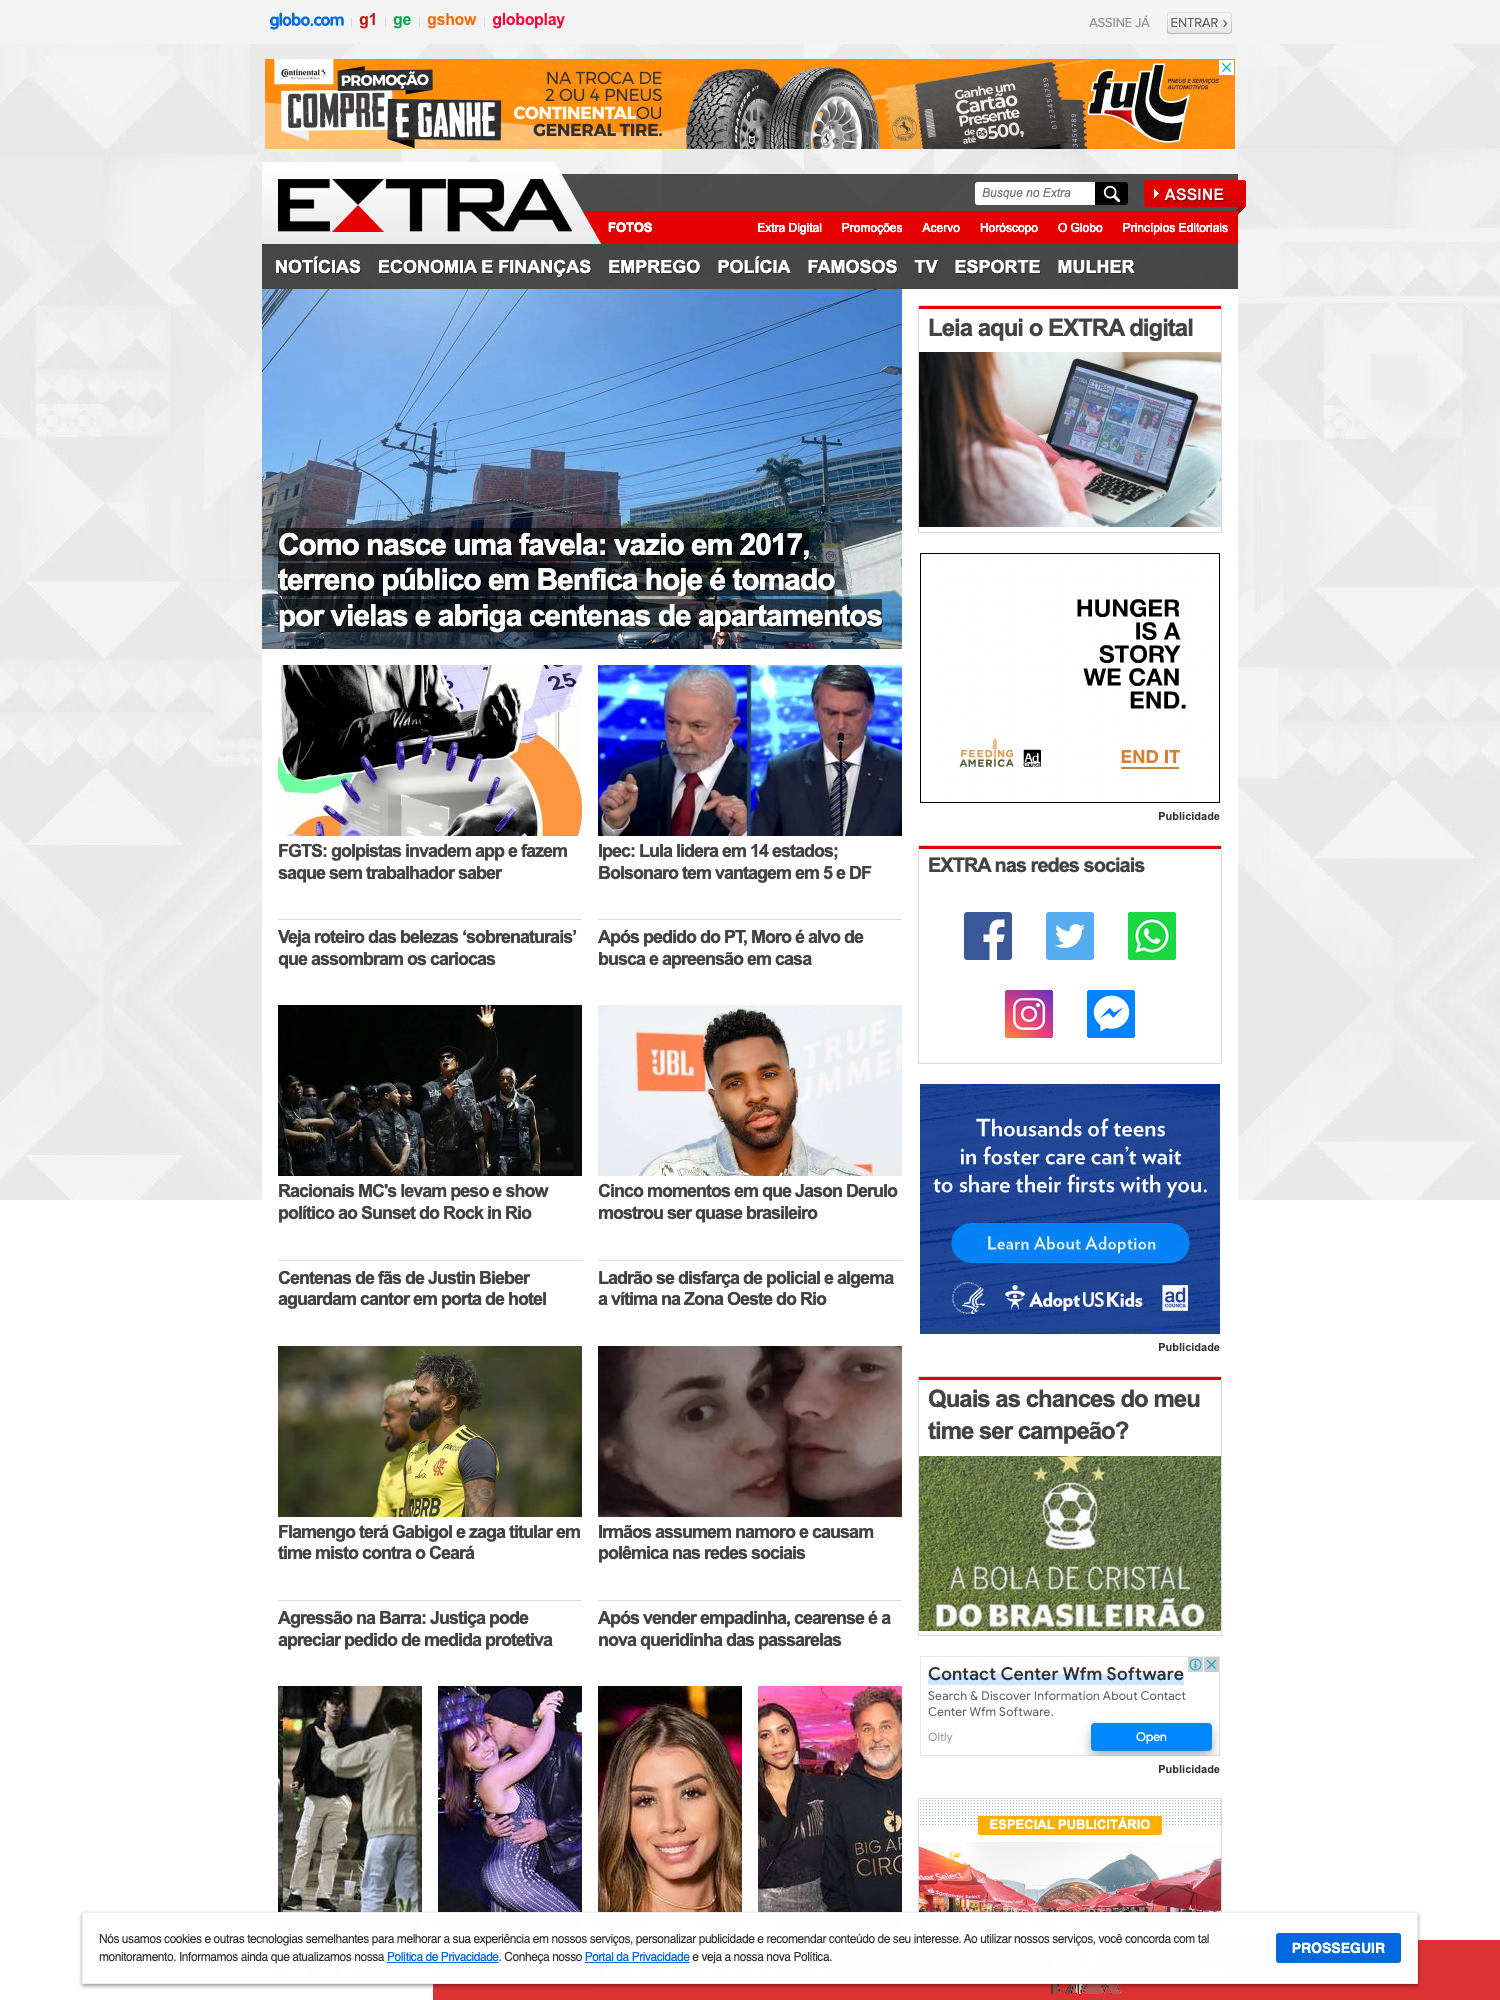 globo.com g1 ge gshow globoplay
ASSINE JÁ ENTRAR ›
Continental
PROMOÇÃO
COMPRE
E GANHE
NA TROCA DE
2 OU 4 PNEUS
CONTINENTAL OU
GENERAL TIRE.
Ganhe um
Cartão
Presente
de até R$ 500,
0123456789
full PNEUS E SERVIÇOS
AUTOMOTIVOS
EXTRA
Busque no Extra
ASSINE
FOTOS
Extra Digital Promoções Acervo Horóscopo O Globo Princípios Editoriais
NOTÍCIAS ECONOMIA E FINANÇAS EMPREGO POLÍCIA FAMOSOS TV ESPORTE MULHER
Como nasce uma favela: vazio em 2017,
terreno público em Benfica hoje é tomado
por vielas e abriga centenas de apartamentos
25
FGTS: golpistas invadem app e fazem
saque sem trabalhador saber
Ipec: Lula lidera em 14 estados;
Bolsonaro tem vantagem em 5 e DF
Veja roteiro das belezas ‘sobrenaturais’
que assombram os cariocas
Após pedido do PT, Moro é alvo de
busca e apreensão em casa
JBL
TRUE
Racionais MC's levam peso e show
político ao Sunset do Rock in Rio
Cinco momentos em que Jason Derulo
mostrou ser quase brasileiro
Centenas de fãs de Justin Bieber
aguardam cantor em porta de hotel
Ladrão se disfarça de policial e algema
a vítima na Zona Oeste do Rio
BRB
Flamengo terá Gabigol e zaga titular em
time misto contra o Ceará
Irmãos assumem namoro e causam
polêmica nas redes sociais
Agressão na Barra: Justiça pode
apreciar pedido de medida protetiva
Após vender empadinha, cearense é a
nova queridinha das passarelas
BIG AP
CIRC
Leia aqui o EXTRA digital
HUNGER
IS A
STORY
WE CAN
END.
FEEDING
AMERICA
Ad
COUNCIL
END IT
Publicidade
EXTRA nas redes sociais
Thousands of teens
in foster care can't wait
to share their firsts with you.
Learn About Adoption
AdoptUSKids
ad
COUNCIL
Publicidade
Quais as chances do meu
time ser campeão?
A BOLA DE CRISTAL
DO BRASILEIRÃO
Contact Center Wfm Software
Search & Discover Information About Contact
Center Wfm Software.
Oltly
Open
Publicidade
ESPECIAL PUBLICITÁRIO
Nós usamos cookies e outras tecnologias semelhantes para melhorar a sua experiência em nossos serviços, personalizar publicidade e recomendar conteúdo de seu interesse. Ao utilizar nossos serviços, você concorda com tal
monitoramento. Informamos ainda que atualizamos nossa Política de Privacidade. Conheça nosso Portal da Privacidade e veja a nossa nova Política.
PROSSEGUIR